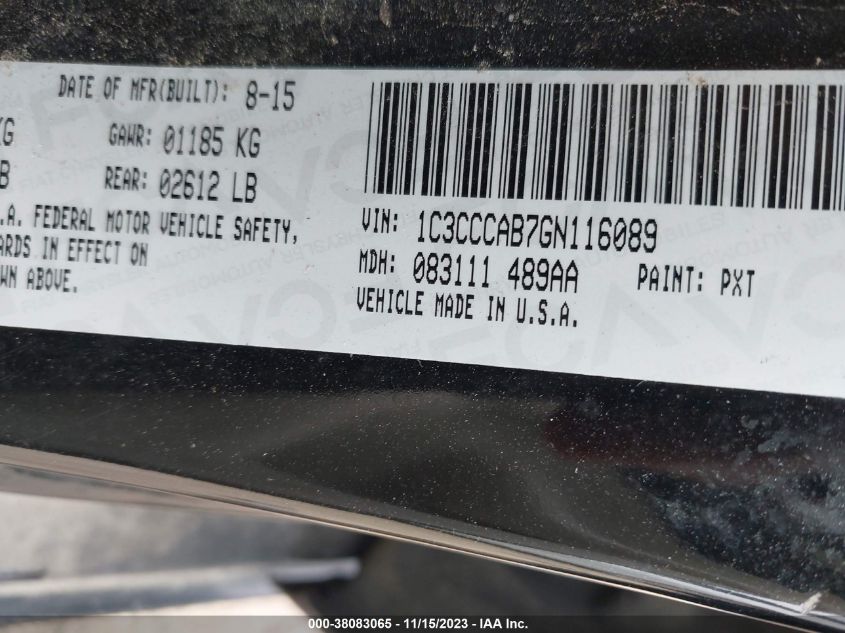 DATE OF MFR(BUILT): 8-15
KG GAWR: 01185 KG
B REAR: 02612 LB
.A. FEDERAL MOTOR VEHICLE SAFETY,
ARDS IN EFFECT ON
WN ABOVE.
VIN: 1C3CCCAB7GN116089
MDH: 083111 489AA PAINT: PXT
VEHICLE MADE IN U.S.A.
000-38083065 - 11/15/2023 - IAA Inc.